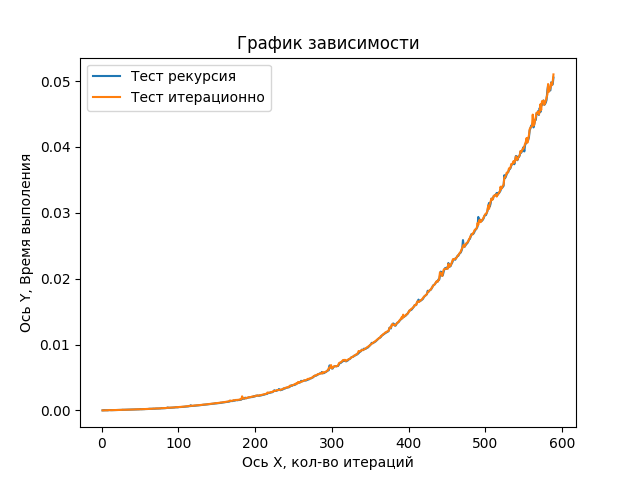 График зависимости
Тест рекурсия
Тест итерационно
0.05
0.04
0.03
0.02
0.01
0.00
Ось Y, Время выполения
0
100
200
300
400
500
600
Ось X, кол-во итераций